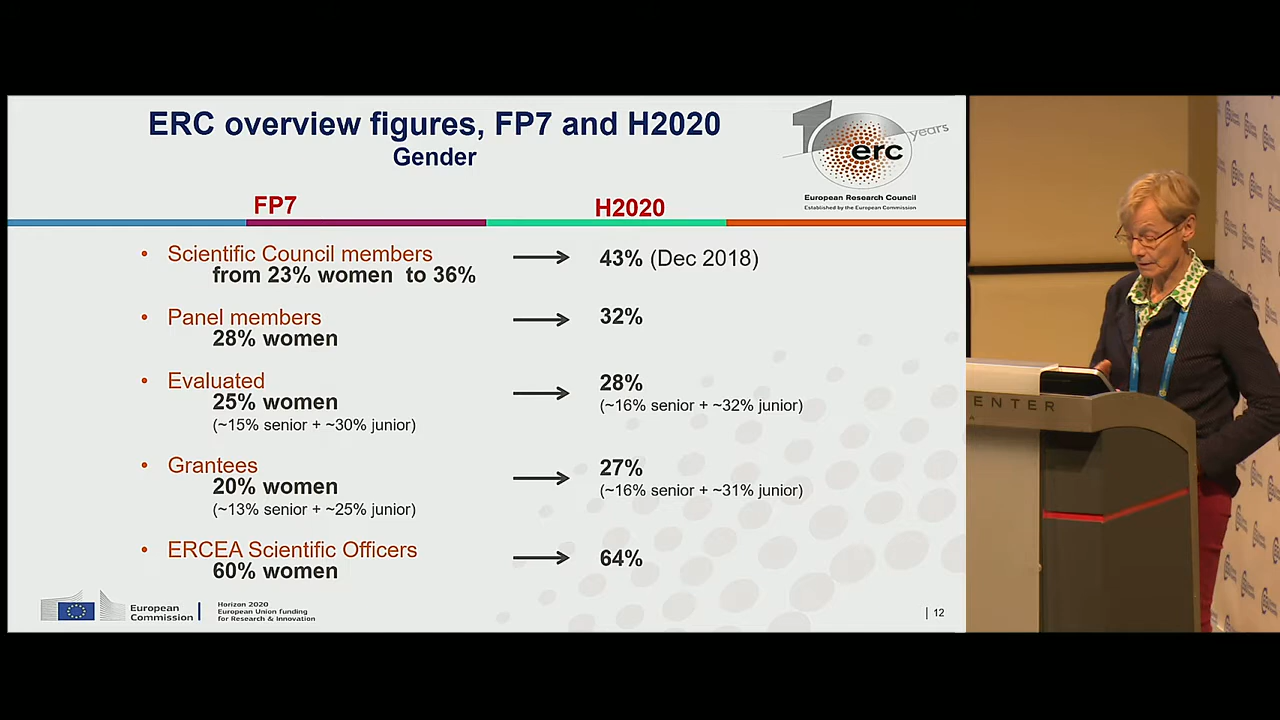 ERC overview figures, FP7 and H2020
Gender
years
erc
European Research Council
Established by the European Commission
FP7
H2020
• Scientific Council members
from 23% women to 36%
43% (Dec 2018)
• Panel members
28% women
32%
• Evaluated
25% women
(~15% senior + ~30% junior)
28%
(~16% senior + ~32% junior)
• Grantees
20% women
(~13% senior + ~25% junior)
27%
(~16% senior + ~31% junior)
• ERCEA Scientific Officers
60% women
64%
European
Commission
Horizon 2020
European Union funding
for Research & Innovation
| 12
ENTER